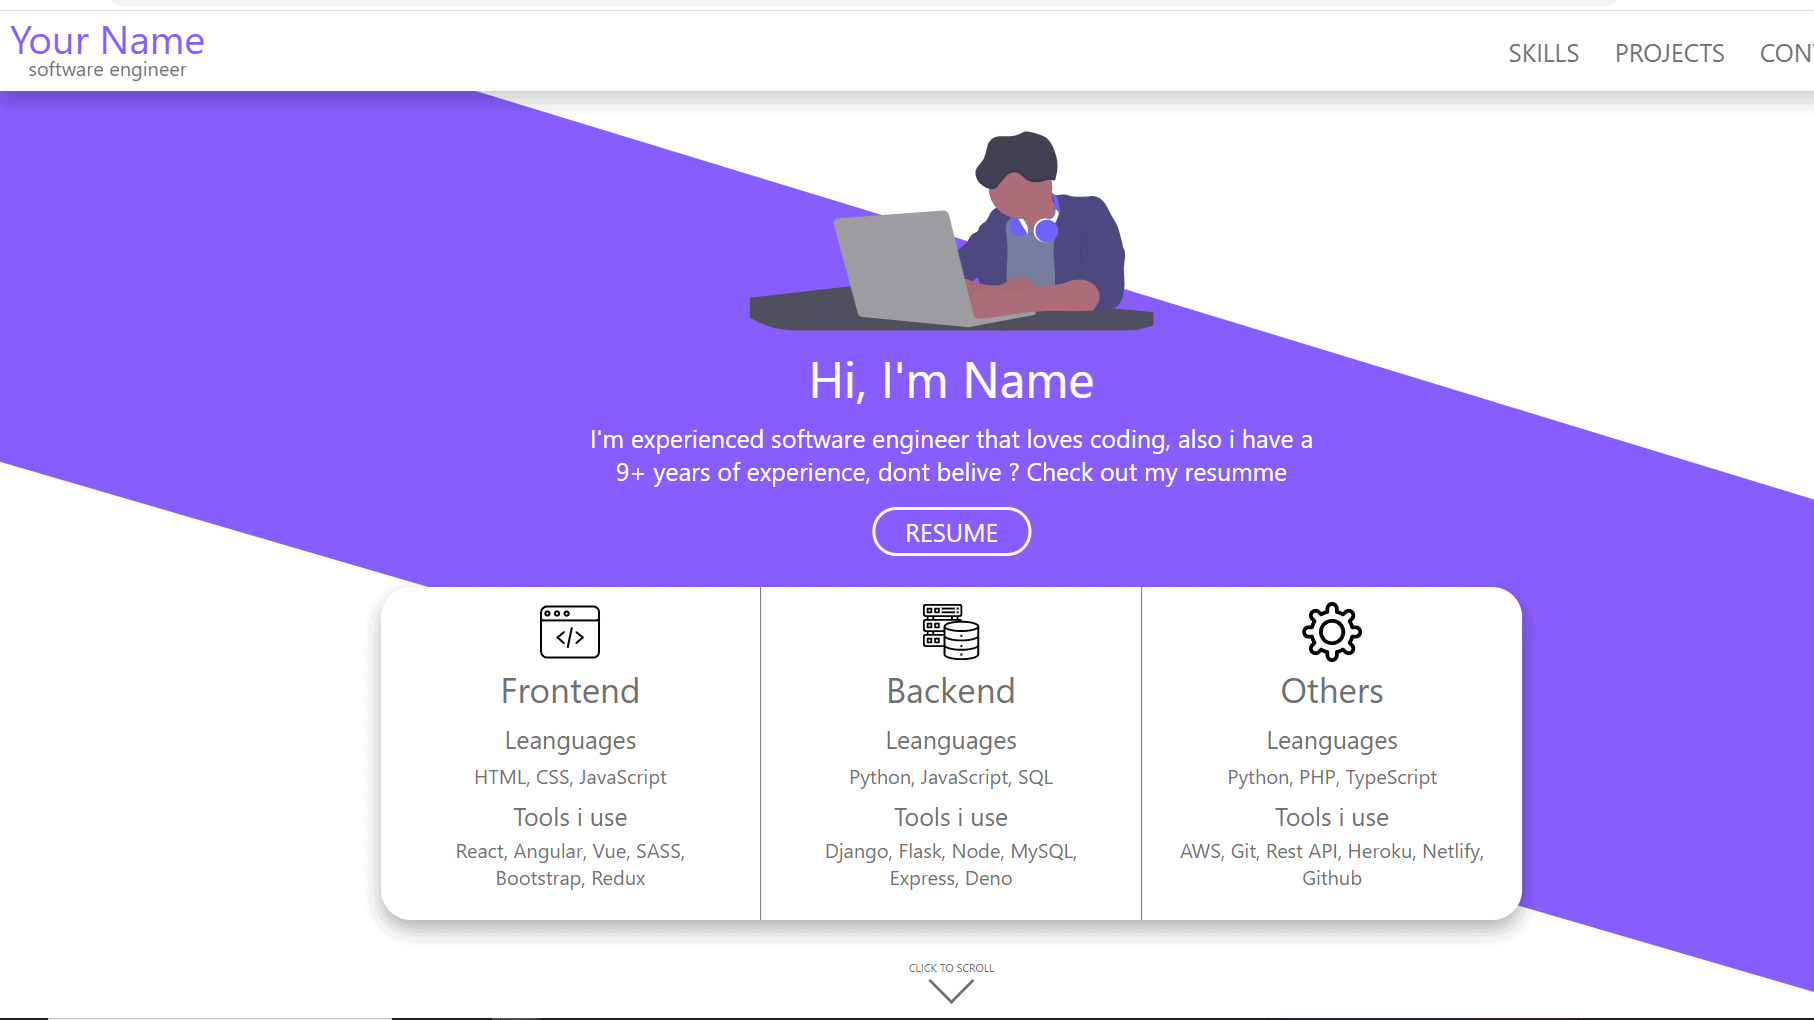 Your Name
software engineer
SKILLS PROJECTS
Hi, I'm Name
I'm experienced software engineer that loves coding, also i have a
9+ years of experience, dont belive ? Check out my resumme
RESUME
</>
Frontend
Leanguages
HTML, CSS, JavaScript
Tools i use
React, Angular, Vue, SASS,
Bootstrap, Redux
Backend
Leanguages
Python, JavaScript, SQL
Tools i use
Django, Flask, Node, MySQL,
Express, Deno
Others
Leanguages
Python, PHP, TypeScript
Tools i use
AWS, Git, Rest API, Heroku, Netlify,
Github
CLICK TO SCROLL